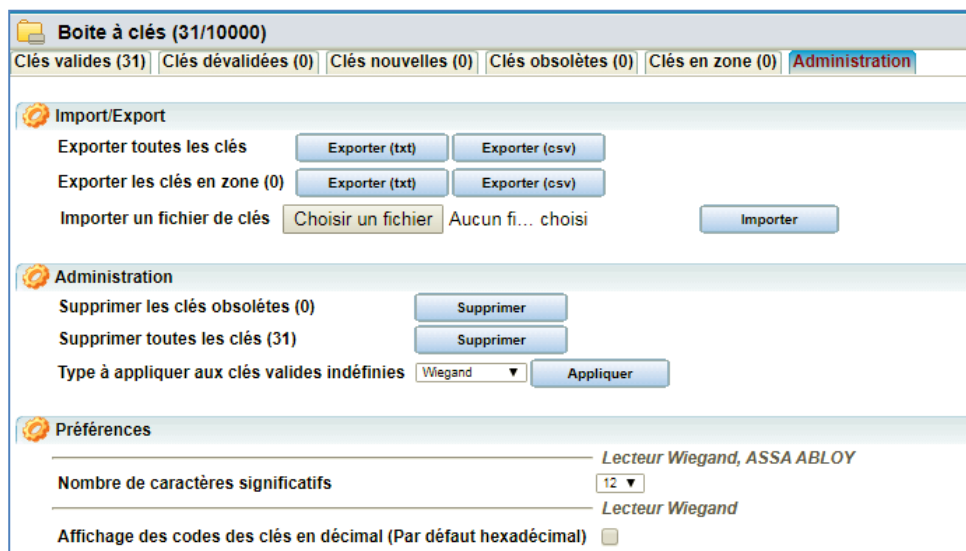 Boite à clés (31/10000)
Clés valides (31) Clés dévalidées (0) Clés nouvelles (0) Clés obsolètes (0) Clés en zone (0) Administration
Import/Export
Exporter toutes les clés Exporter (txt) Exporter (csv)
Exporter les clés en zone (0) Exporter (txt) Exporter (csv)
Importer un fichier de clés Choisir un fichier Aucun fi... choisi Importer
Administration
Supprimer les clés obsolétes (0) Supprimer
Supprimer toutes les clés (31) Supprimer
Type à appliquer aux clés valides indéfinies Wiegand Appliquer
Préférences
Lecteur Wiegand, ASSA ABLOY
Nombre de caractères significatifs 12
Lecteur Wiegand
Affichage des codes des clés en décimal (Par défaut hexadécimal)